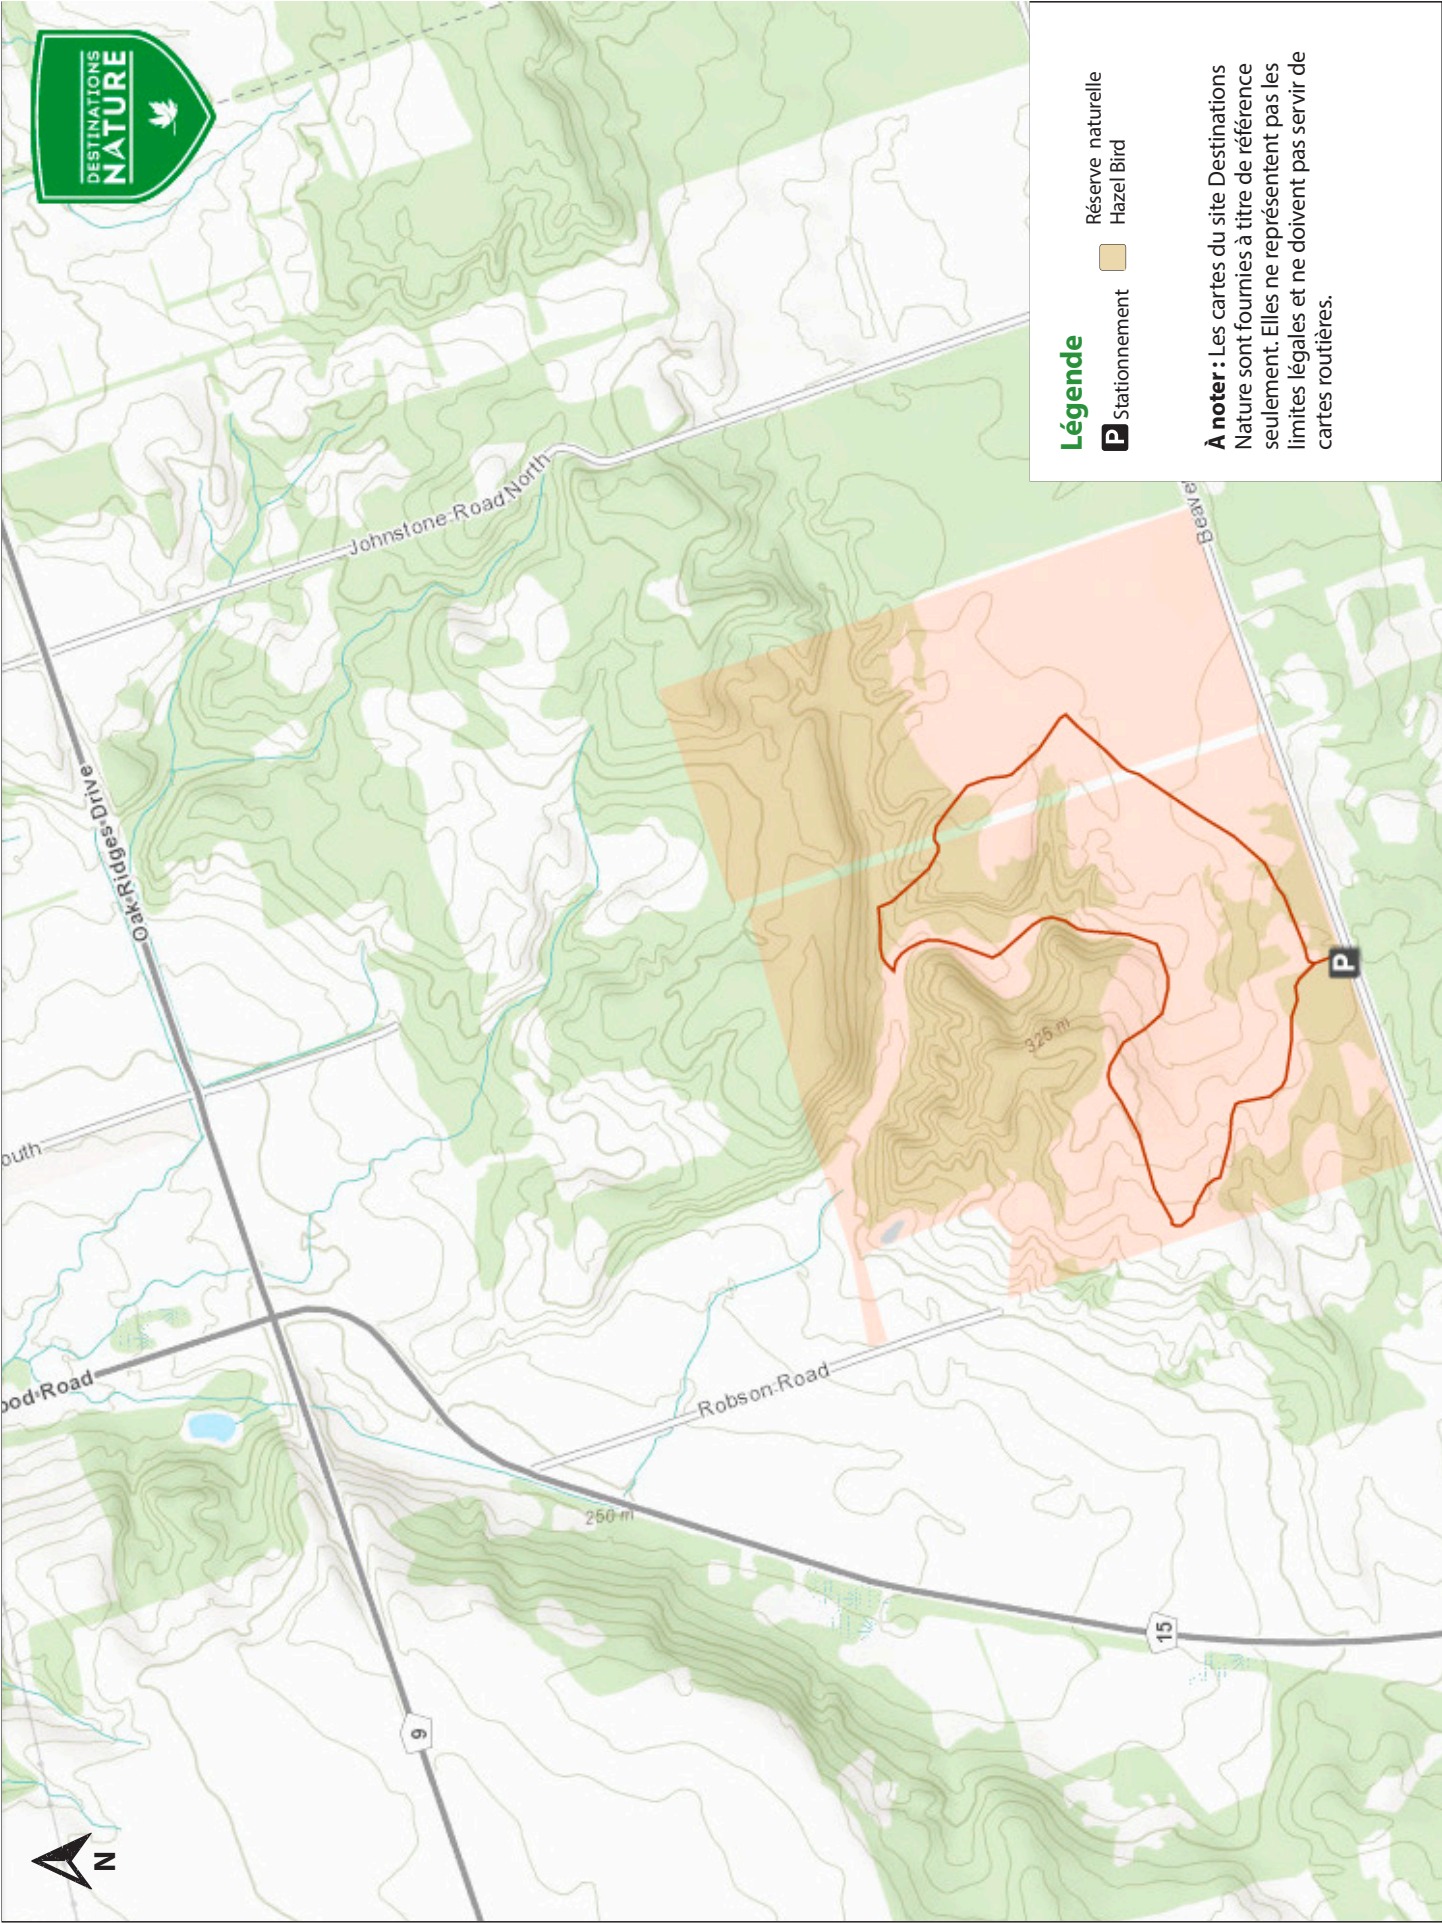 DESTINATIONS
NATURE
N
Oak Ridges Drive
Johnstone Road North
outh
ood Road
Robson Road
Beave
9
15
250 m
325 m
P
Légende
P Stationnement
Réserve naturelle
Hazel Bird
À noter : Les cartes du site Destinations
Nature sont fournies à titre de référence
seulement. Elles ne représentent pas les
limites légales et ne doivent pas servir de
cartes routières.